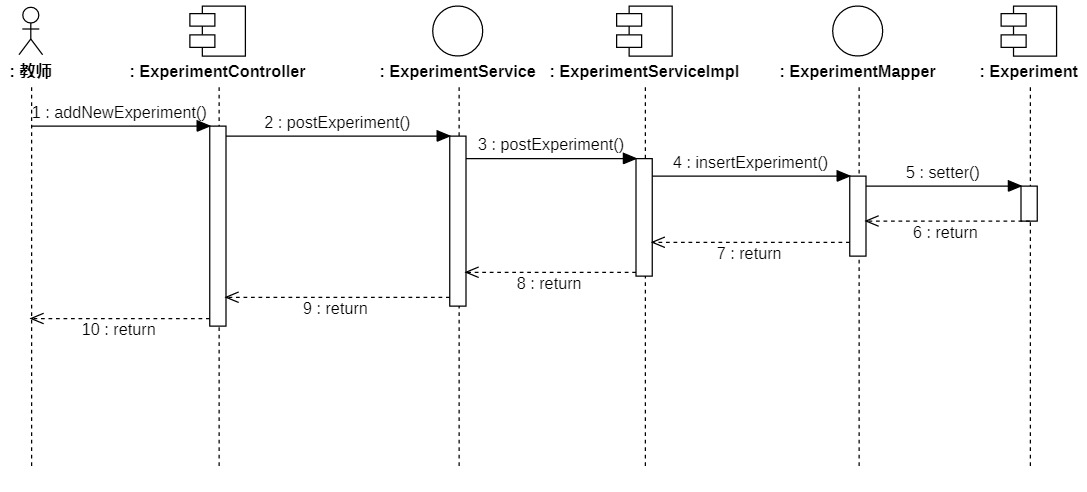 : 教师
: ExperimentController
: ExperimentService
: ExperimentServiceImpl
: ExperimentMapper
: Experiment
1 : addNewExperiment()
2 : postExperiment()
3 : postExperiment()
4 : insertExperiment()
5 : setter()
6 : return
7 : return
8 : return
9 : return
10 : return